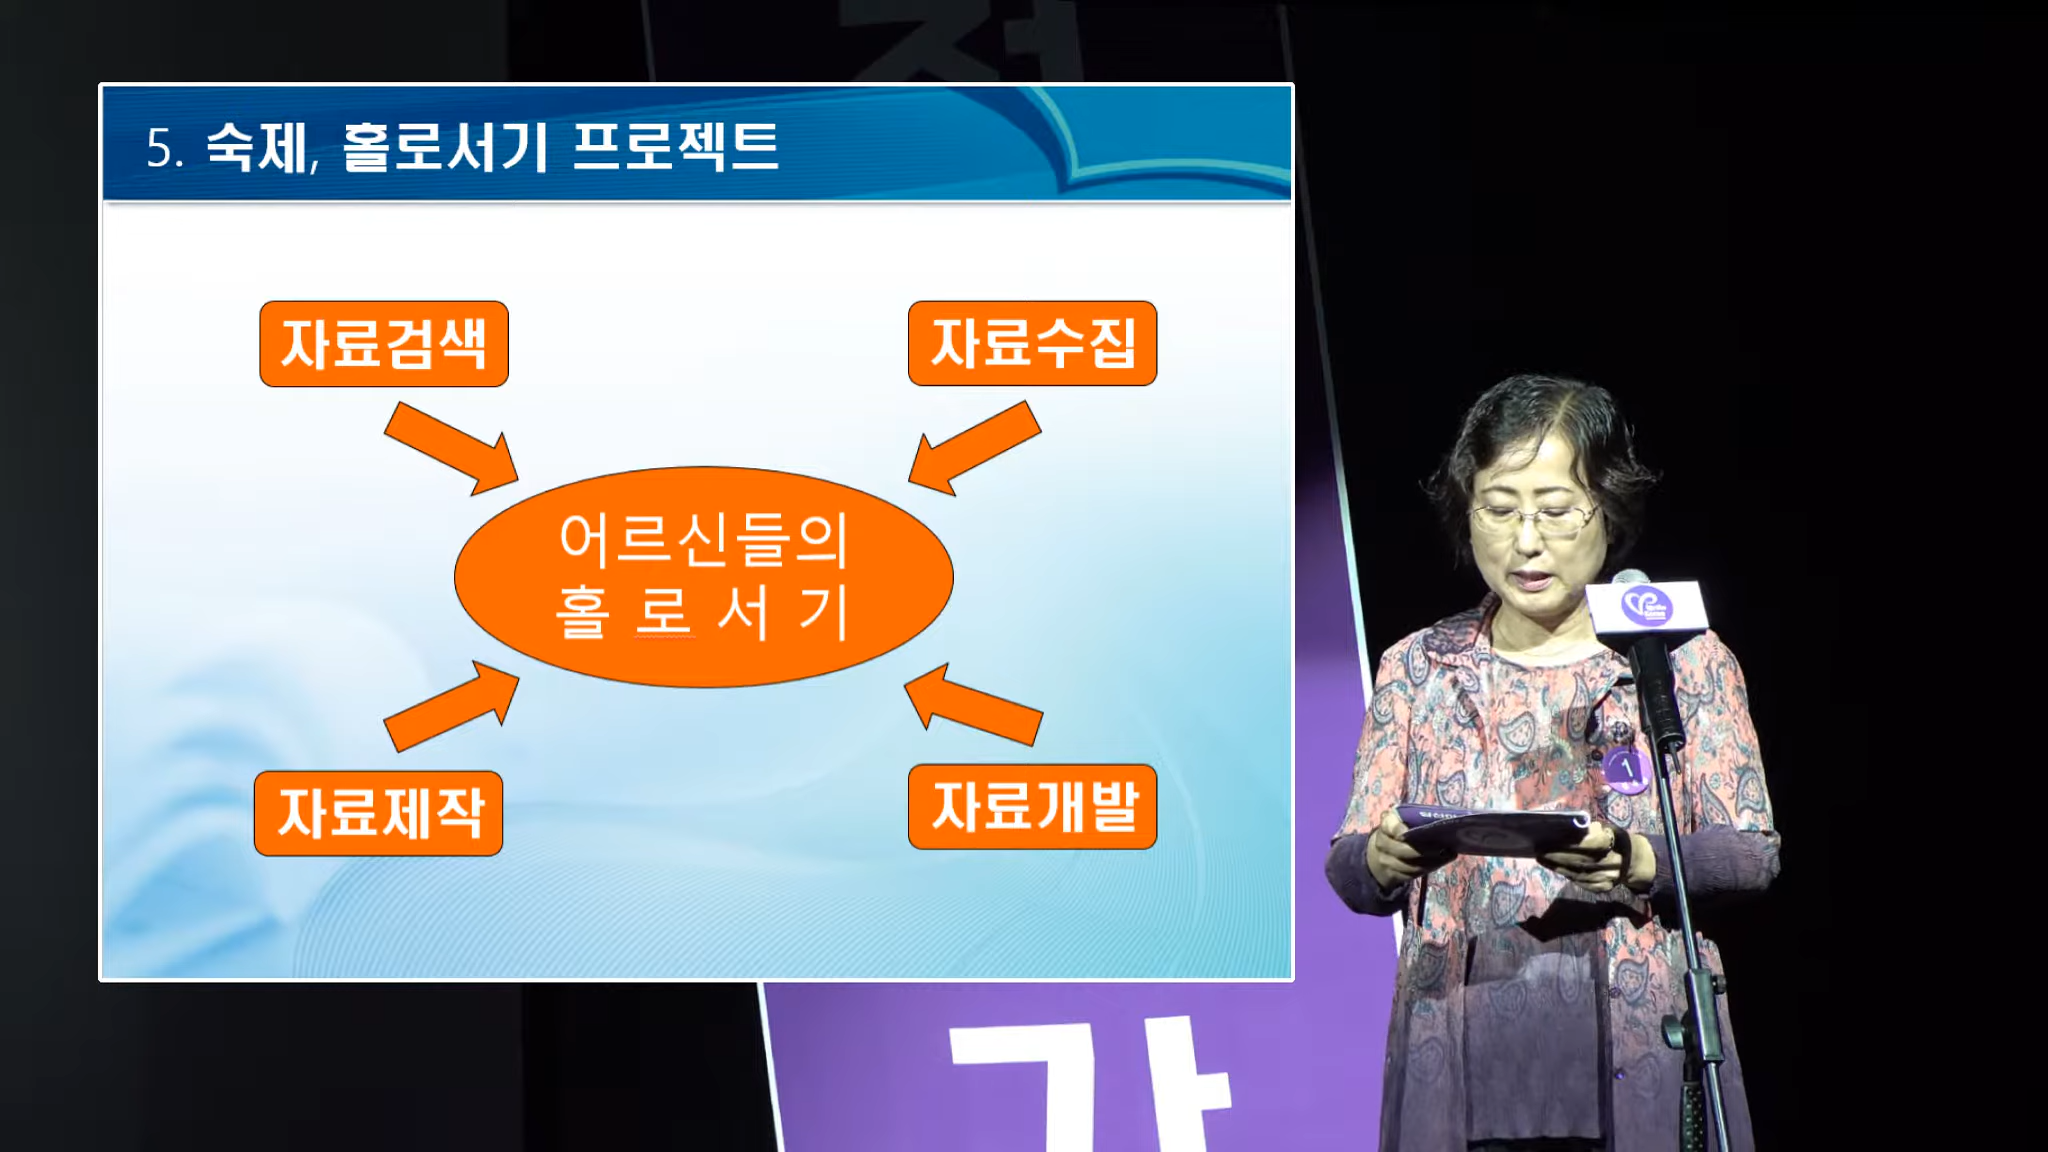 5. 숙제, 홀로서기 프로젝트
자료검색
자료수집
어르신들의
홀 로 서 기
자료제작
자료개발
1